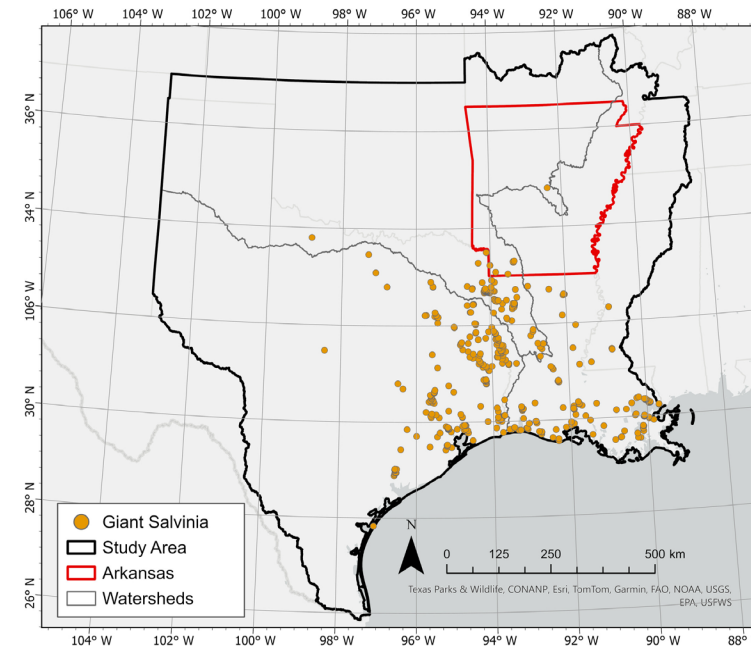 106° W 104° W 102° W 100° W 98° W 96° W 94° W 92° W 90° W 88° W
36° N
34° N
106° W
30° N
28° N
26° N
Giant Salvinia
Study Area
Arkansas
Watersheds
N
0 125 250 500 km
Texas Parks & Wildlife, CONANP, Esri, TomTom, Garmin, FAO, NOAA, USGS,
EPA, USFWS
104° W 102° W 100° W 98° W 96° W 94° W 92° W 90° W 88°